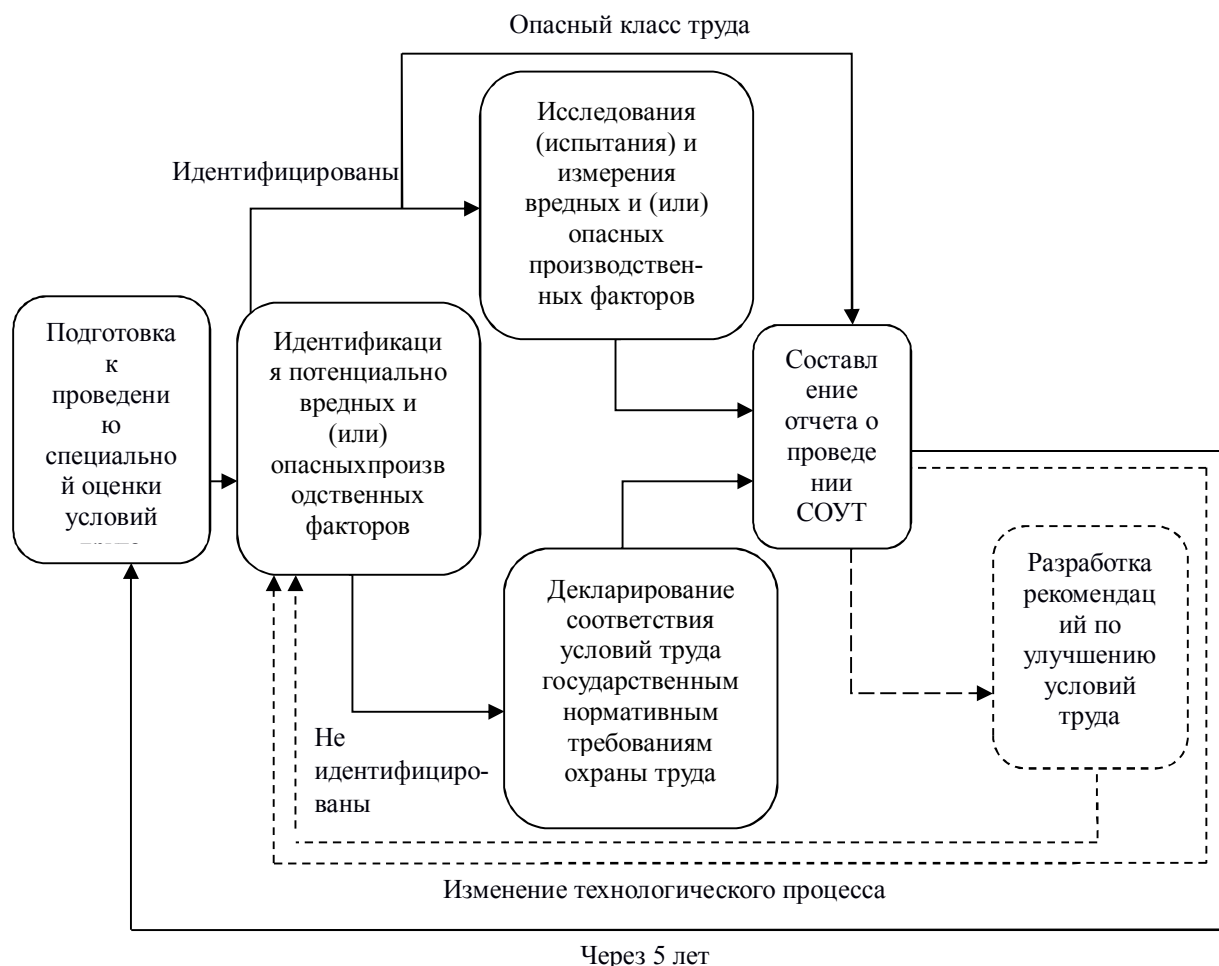 Опасный класс труда
Исследования
(испытания) и
измерения
вредных и (или)
опасных
производствен-
ных факторов
Идентифицированы
Подготовка
к
проведени
ю
специально
й оценки
условий
Идентификаци
я потенциально
вредных и
(или)
опасныхпроизв
одственных
факторов
Составл
ение
отчета о
проведе
нии
СОУТ
Декларирование
соответствия
условий труда
государственным
нормативным
требованиям
охраны труда
Разработка
рекомендац
ий по
улучшению
условий
труда
Не
идентифициро-
ваны
Изменение технологического процесса
Через 5 лет